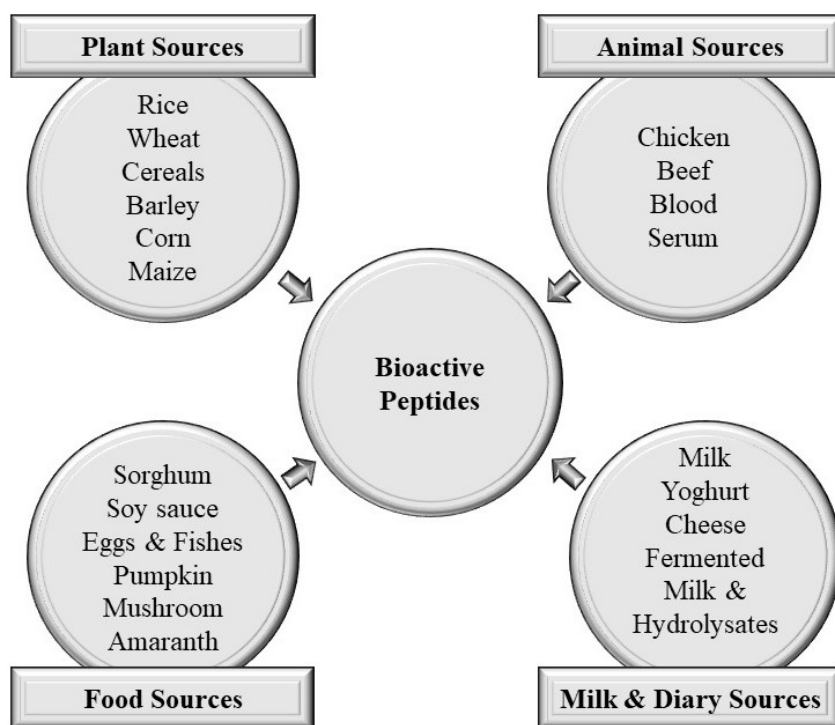 Plant Sources
Rice
Wheat
Cereals
Barley
Corn
Maize
Animal Sources
Chicken
Beef
Blood
Serum
Bioactive
Peptides
Sorghum
Soy sauce
Eggs & Fishes
Pumpkin
Mushroom
Amaranth
Food Sources
Milk
Yoghurt
Cheese
Fermented
Milk &
Hydrolysates
Milk & Diary Sources